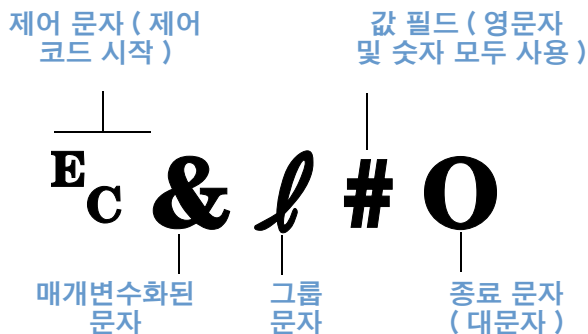 제어 문자 ( 제어
코드 시작 )
값 필드 ( 영문자
및 숫자 모두 사용 )
EC & ℓ # O
매개변수화된
문자
그룹
문자
종료 문자
( 대문자 )